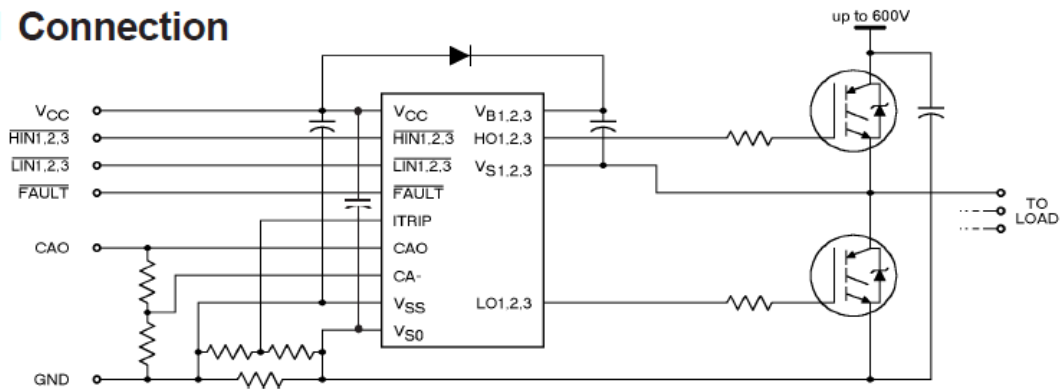 Connection
up to 600V
VCC
HIN1,2,3
LIN1,2,3
FAULT
CAO
GND
VCC
HIN1,2,3
LIN1,2,3
FAULT
ITRIP
CAO
CA-
VSS
VS0
VB1,2,3
HO1,2,3
VS1,2,3
LO1,2,3
TO
LOAD